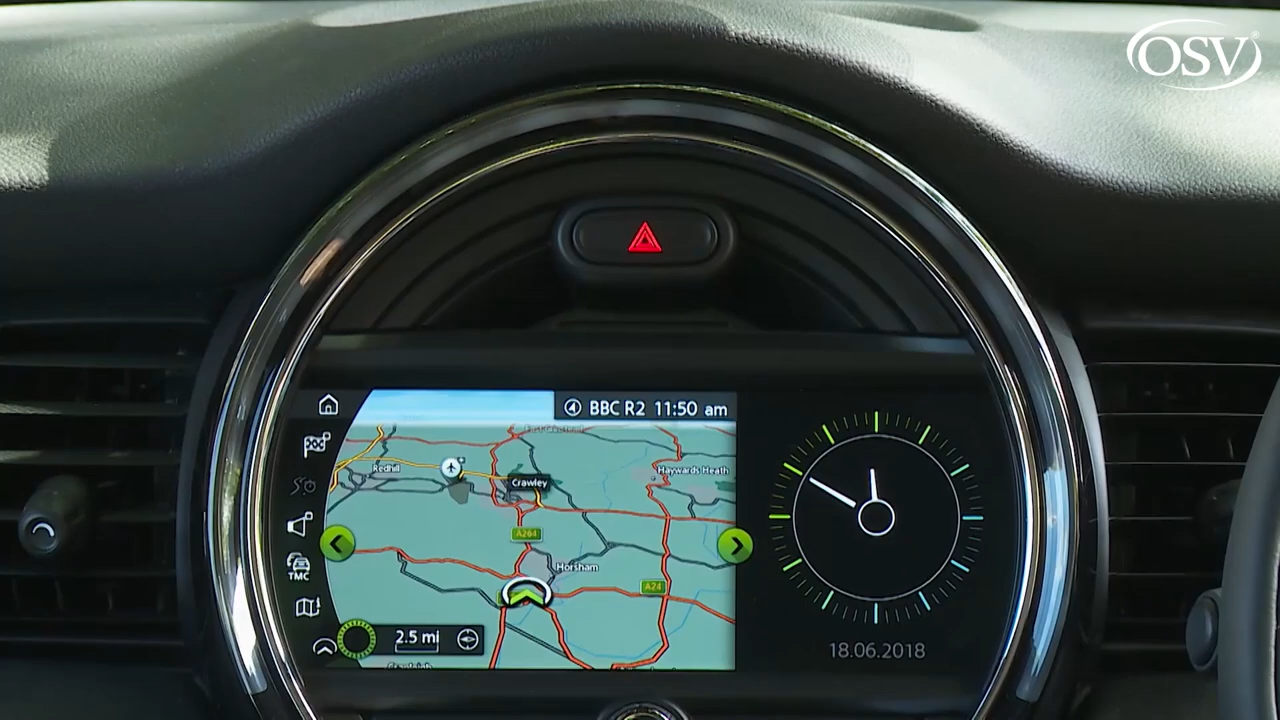 OSV
BBC R2 11:50 am
Redhill
Haywards Heath
Crawley
A264
Horsham
TMC
A24
2.5 mi
18.06.2018